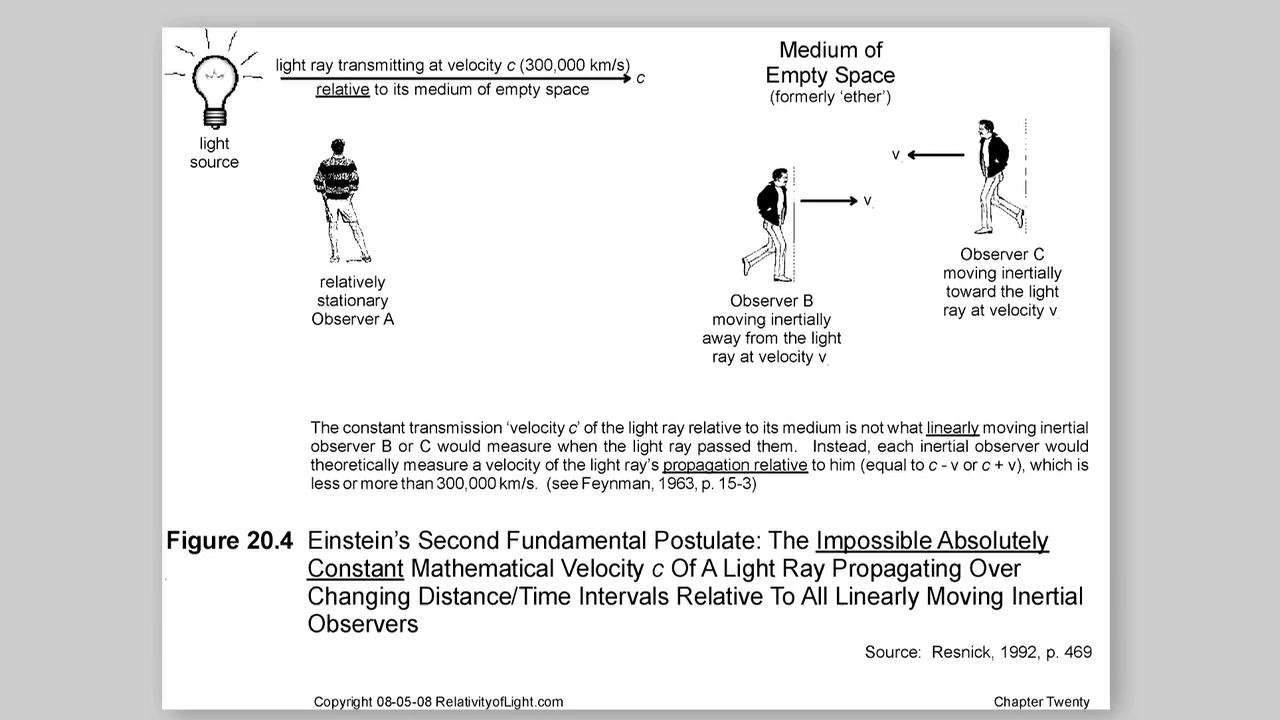 light ray transmitting at velocity c (300,000 km/s)
c
relative to its medium of empty space
light
source
Medium of
Empty Space
(formerly ‘ether’)
v
v
relatively
stationary
Observer A
Observer B
moving inertially
away from the light
ray at velocity v
Observer C
moving inertially
toward the light
ray at velocity v
The constant transmission ‘velocity c’ of the light ray relative to its medium is not what linearly moving inertial
observer B or C would measure when the light ray passed them. Instead, each inertial observer would
theoretically measure a velocity of the light ray’s propagation relative to him (equal to c - v or c + v), which is
less or more than 300,000 km/s. (see Feynman, 1963, p. 15-3)
Figure 20.4 Einstein’s Second Fundamental Postulate: The Impossible Absolutely
Constant Mathematical Velocity c Of A Light Ray Propagating Over
Changing Distance/Time Intervals Relative To All Linearly Moving Inertial
Observers
Source: Resnick, 1992, p. 469
Copyright 08-05-08 RelativityofLight.com
Chapter Twenty